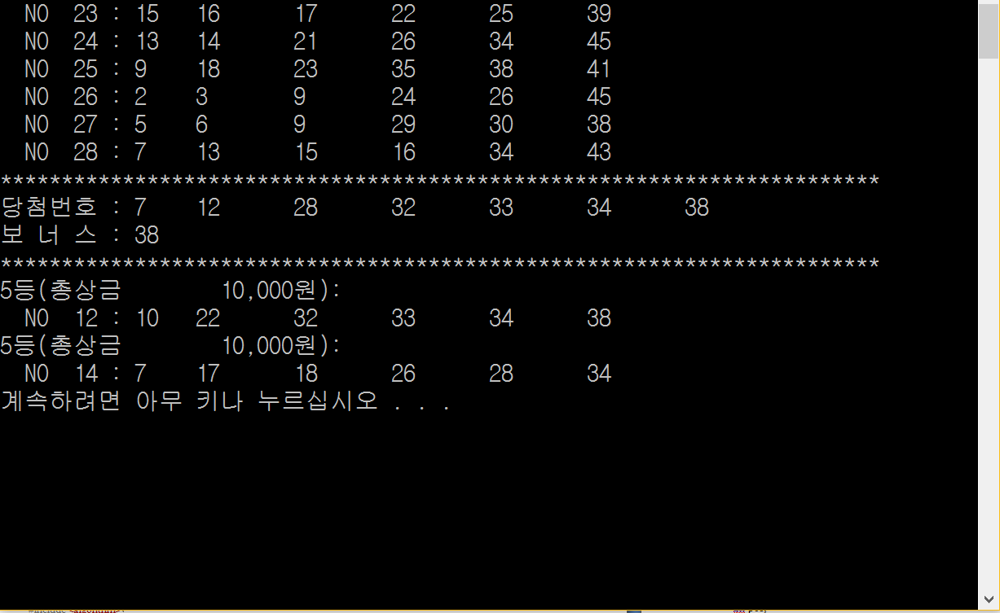 NO 23 : 15 16 17 22 25 39
NO 24 : 13 14 21 26 34 45
NO 25 : 9 18 23 35 38 41
NO 26 : 2 3 9 24 26 45
NO 27 : 5 6 9 29 30 38
NO 28 : 7 13 15 16 34 43
************************************************************************
당첨번호 : 7 12 28 32 33 34 38
보 너 스 : 38
************************************************************************
5등(총상금 10,000원):
NO 12 : 10 22 32 33 34 38
5등(총상금 10,000원):
NO 14 : 7 17 18 26 28 34
계속하려면 아무 키나 누르십시오 . . .